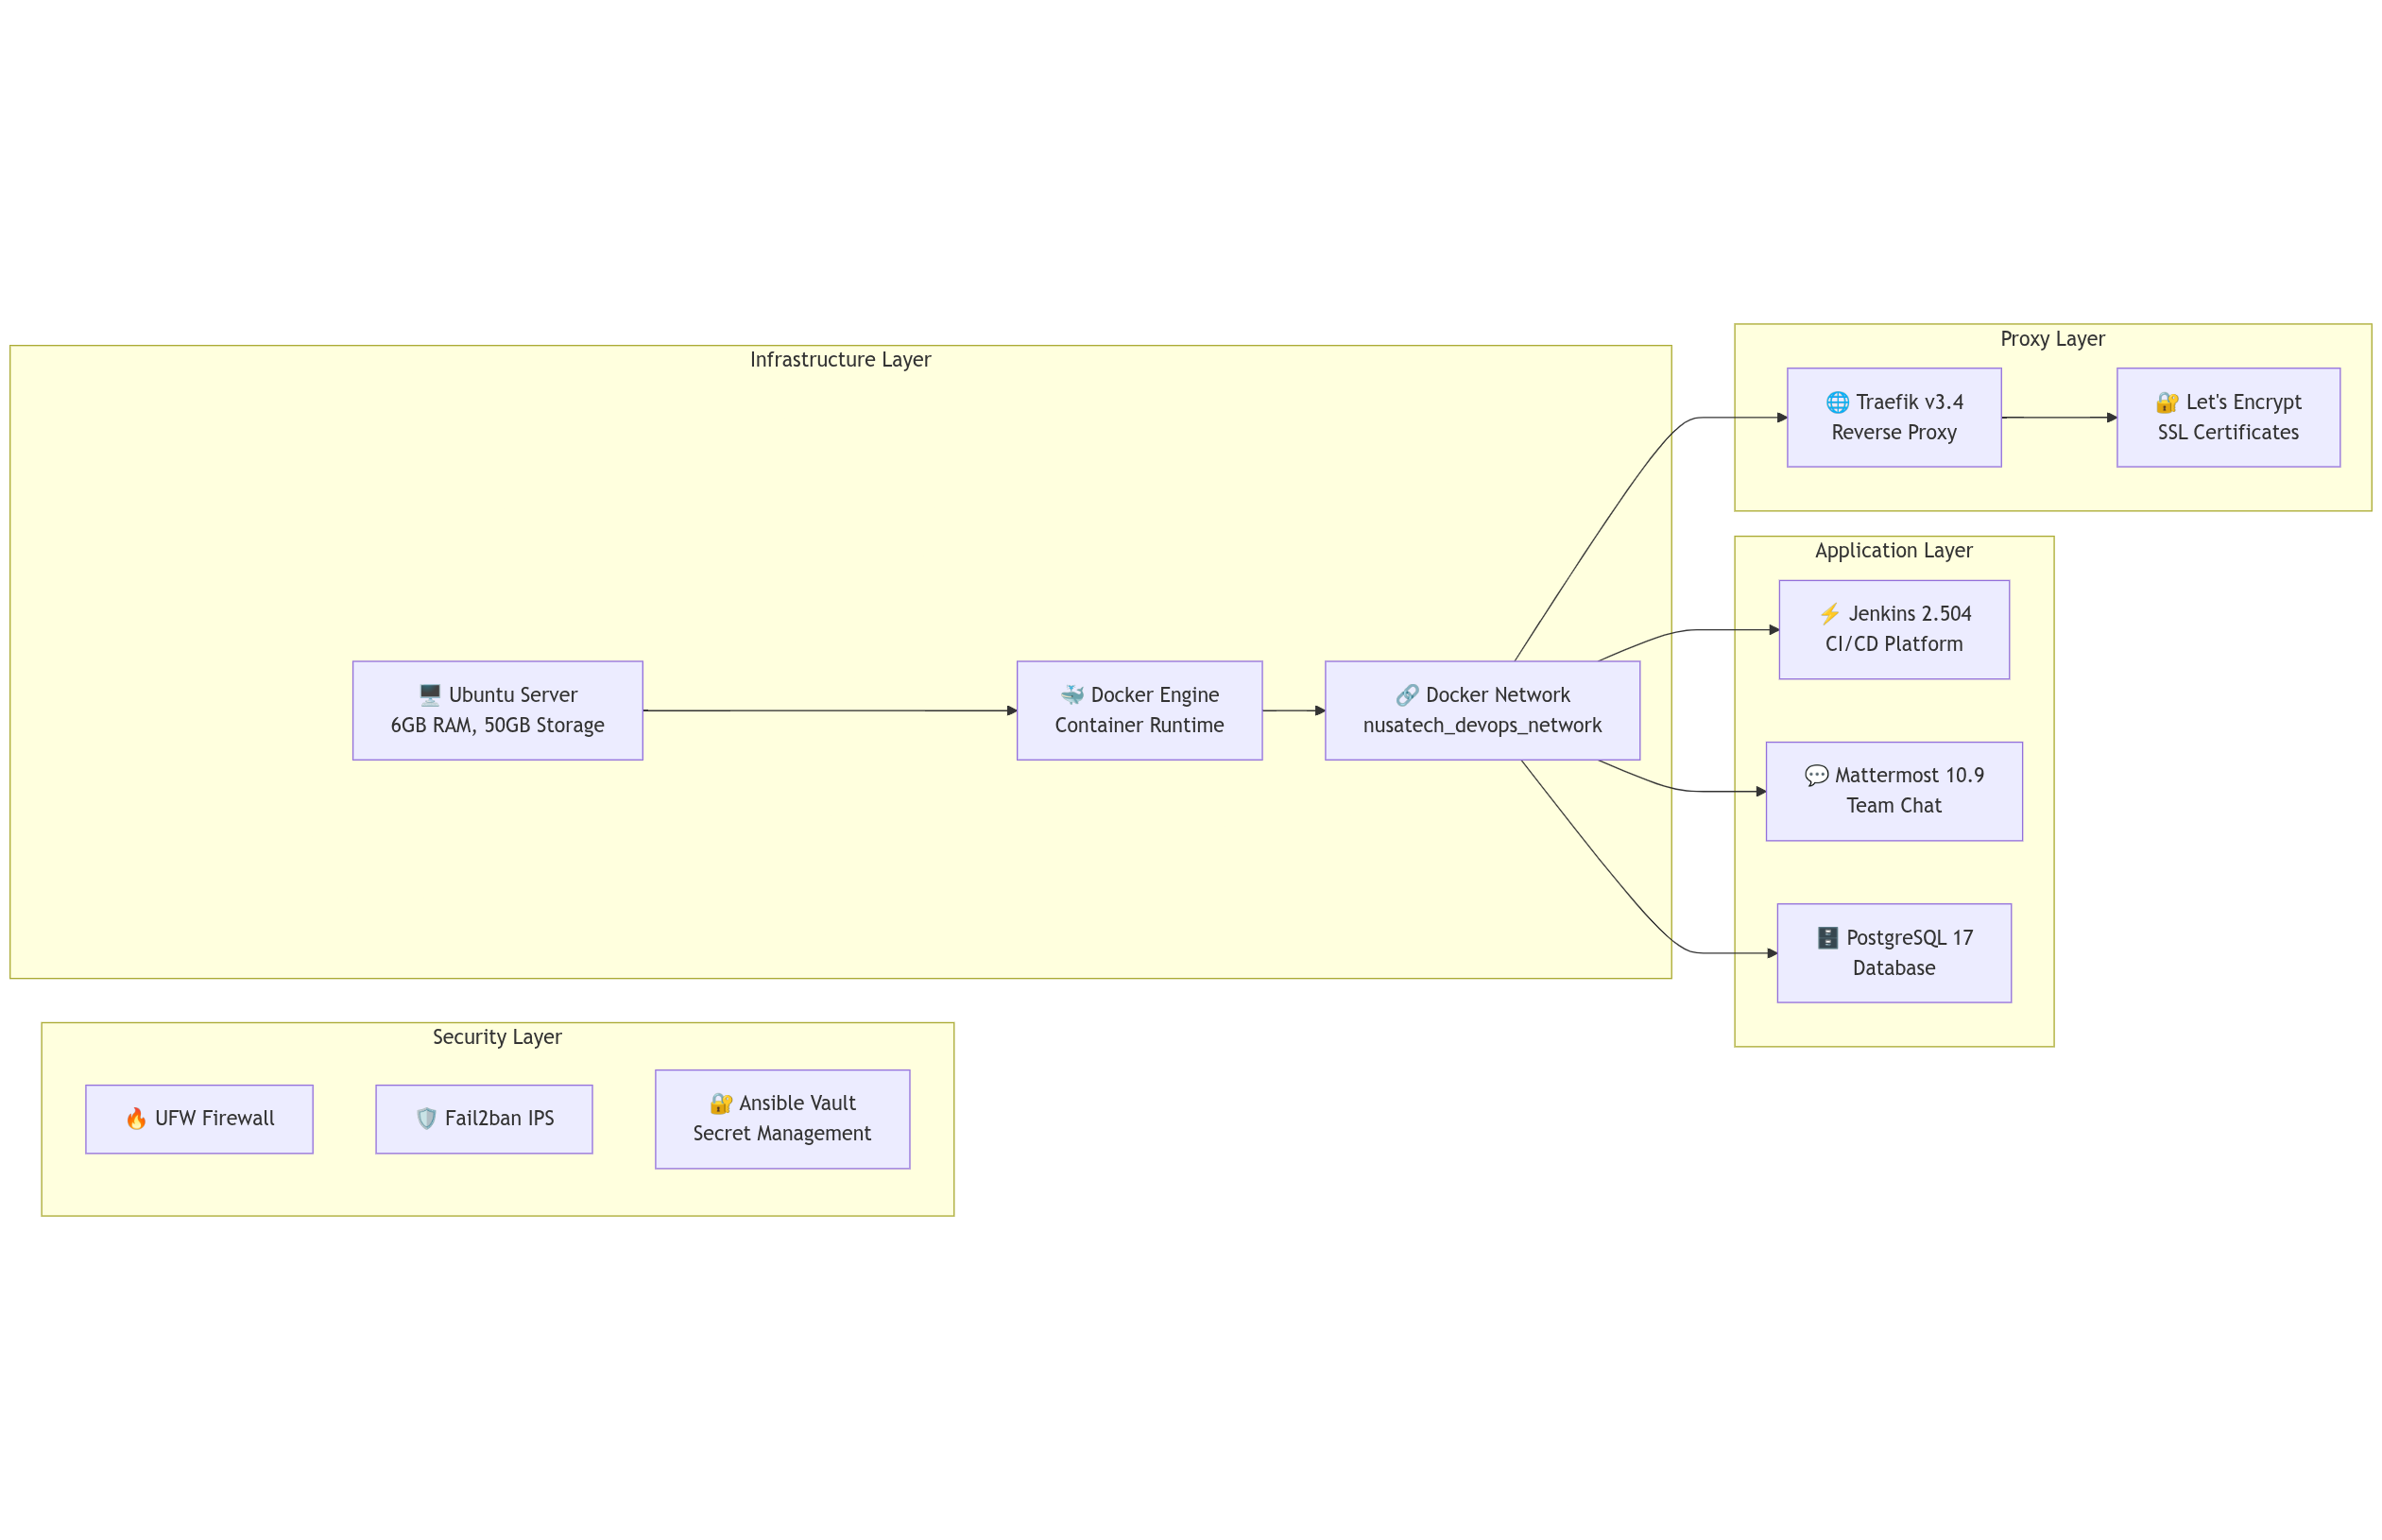 Infrastructure Layer
🖥️ Ubuntu Server
6GB RAM, 50GB Storage
🐳 Docker Engine
Container Runtime
🔗 Docker Network
nusatech_devops_network
Proxy Layer
🌐 Traefik v3.4
Reverse Proxy
🔐 Let's Encrypt
SSL Certificates
Application Layer
⚡ Jenkins 2.504
CI/CD Platform
💬 Mattermost 10.9
Team Chat
🗄️ PostgreSQL 17
Database
Security Layer
🔥 UFW Firewall
🛡️ Fail2ban IPS
🔐 Ansible Vault
Secret Management